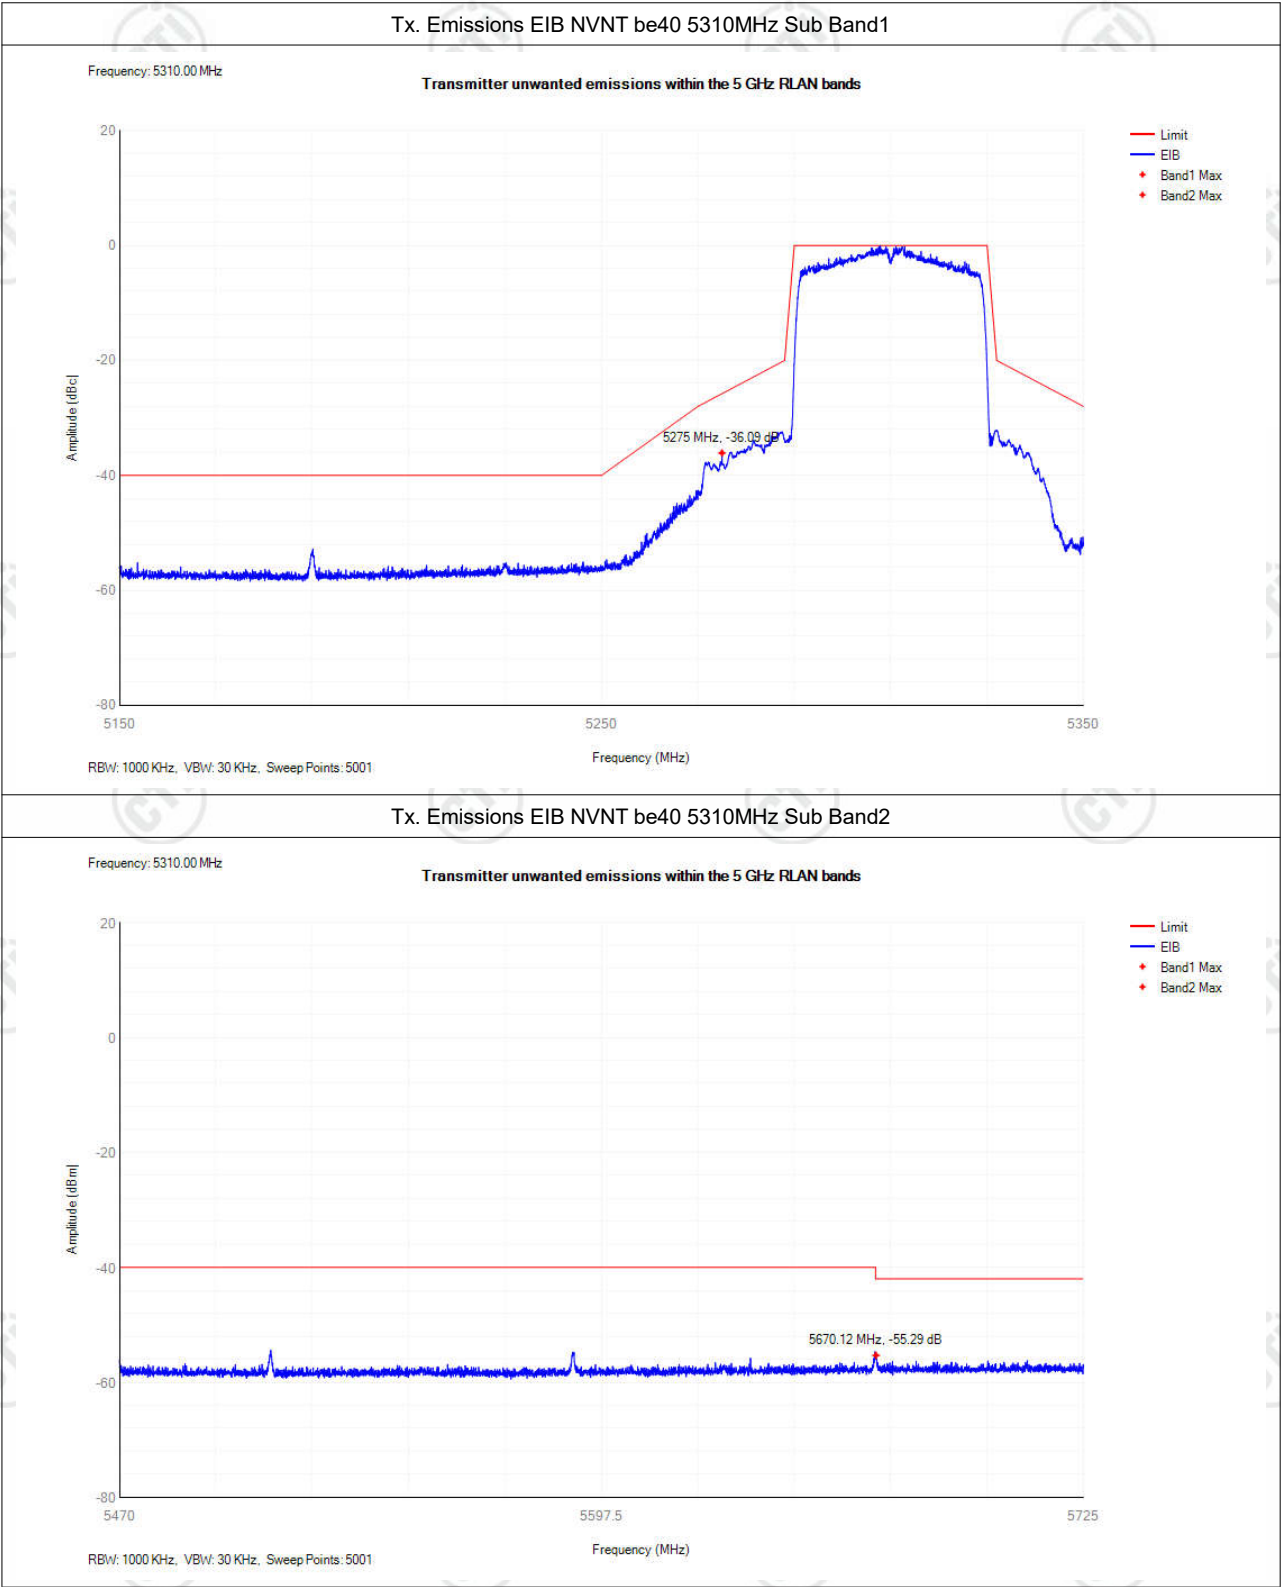 Tx. Emissions EIB NVNT be40 5310MHz Sub Band1
Frequency: 5310.00 MHz
Transmitter unwanted emissions within the 5 GHz RLAN bands
20
0
-20
-40
-60
-80
Amplitude [dBc]
5275 MHz, -36.09 dB
Limit
EIB
Band1 Max
Band2 Max
5150
5250
5350
Frequency (MHz)
RBW: 1000 KHz, VBW: 30 KHz, Sweep Points: 5001
Tx. Emissions EIB NVNT be40 5310MHz Sub Band2
Frequency: 5310.00 MHz
Transmitter unwanted emissions within the 5 GHz RLAN bands
20
0
-20
-40
-60
-80
Amplitude [dBm]
5670.12 MHz, -55.29 dB
Limit
EIB
Band1 Max
Band2 Max
5470
5597.5
5725
Frequency (MHz)
RBW: 1000 KHz, VBW: 30 KHz, Sweep Points: 5001